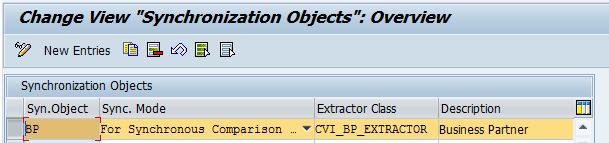 Change View "Synchronization Objects": Overview
New Entries
Synchronization Objects
Syn.Object Sync. Mode Extractor Class Description
BP For Synchronous Comparison … CVI_BP_EXTRACTOR Business Partner